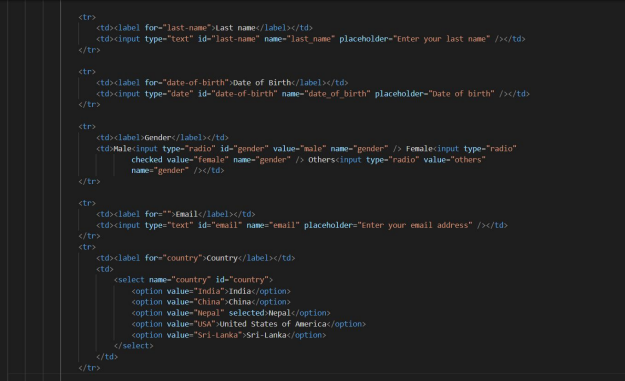 <tr>
<td><label for="last-name">Last name</label></td>
<td><input type="text" id="last-name" name="last_name" placeholder="Enter your last name" /></td>
</tr>
<tr>
<td><label for="date-of-birth">Date of Birth</label></td>
<td><input type="date" id="date-of-birth" name="date_of_birth" placeholder="Date of birth" /></td>
</tr>
<tr>
<td><label>Gender</label></td>
<td>Male<input type="radio" id="gender" value="male" name="gender" /> Female<input type="radio"
checked value="female" name="gender" /> Others<input type="radio" value="others"
name="gender" /></td>
</tr>
<tr>
<td><label for="">Email</label></td>
<td><input type="text" id="email" name="email" placeholder="Enter your email address" /></td>
</tr>
<tr>
<td><label for="country">Country</label></td>
<td>
<select name="country" id="country">
<option value="India">India</option>
<option value="China">China</option>
<option value="Nepal" selected>Nepal</option>
<option value="USA">United States of America</option>
<option value="Sri-Lanka">Sri-Lanka</option>
</select>
</td>
</tr>